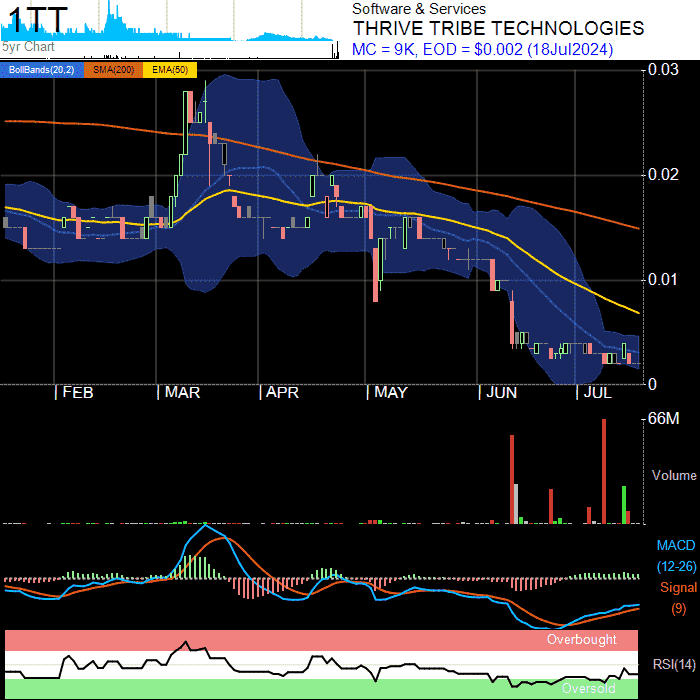 1TT
5yr Chart
Software & Services
THRIVE TRIBE TECHNOLOGIES
MC = 9K, EOD = $0.002 (18Jul2024)
BollBands(20,2) SMA(200) EMA(50)
0.03
0.02
0.01
0
FEB MAR APR MAY JUN JUL
66M
Volume
MACD
(12-26)
Signal
(9)
Overbought
RSI(14)
Oversold